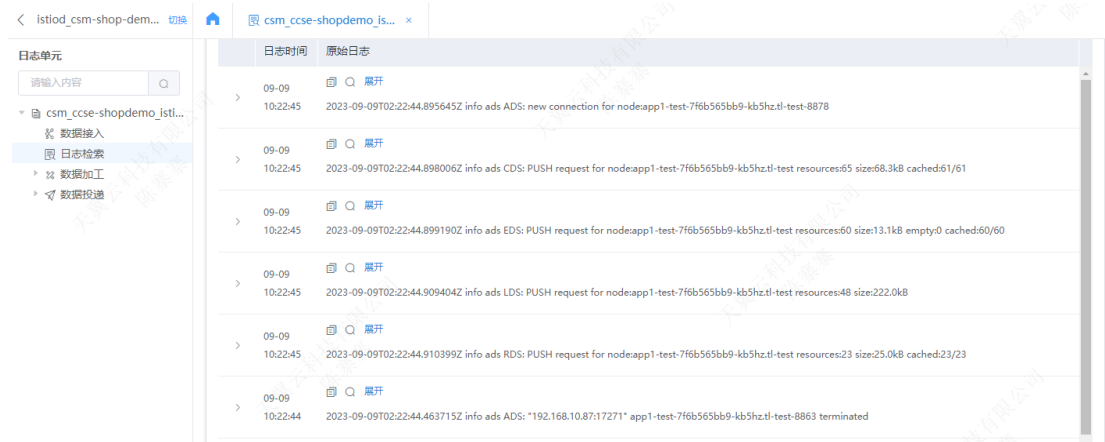 istiod_csm-shop-dem... 切换
csm_ccse-shopdemo_is... ×
日志单元
请输入内容
csm_ccse-shopdemo_isti...
数据接入
日志检索
数据加工
数据投递
日志时间 原始日志
展开
09-09
10:22:45 2023-09-09T02:22:44.895645Z info ads ADS: new connection for node:app1-test-7f6b565bb9-kb5hz.tl-test-8878
展开
09-09
10:22:45 2023-09-09T02:22:44.898006Z info ads CDS: PUSH request for node:app1-test-7f6b565bb9-kb5hz.tl-test resources:65 size:68.3kB cached:61/61
展开
09-09
10:22:45 2023-09-09T02:22:44.899190Z info ads EDS: PUSH request for node:app1-test-7f6b565bb9-kb5hz.tl-test resources:60 size:13.1kB empty:0 cached:60/60
展开
09-09
10:22:45 2023-09-09T02:22:44.909404Z info ads LDS: PUSH request for node:app1-test-7f6b565bb9-kb5hz.tl-test resources:48 size:222.0kB
展开
09-09
10:22:45 2023-09-09T02:22:44.910399Z info ads RDS: PUSH request for node:app1-test-7f6b565bb9-kb5hz.tl-test resources:23 size:25.0kB cached:23/23
展开
09-09
10:22:44 2023-09-09T02:22:44.463715Z info ads ADS: "192.168.10.87:17271" app1-test-7f6b565bb9-kb5hz.tl-test-8863 terminated